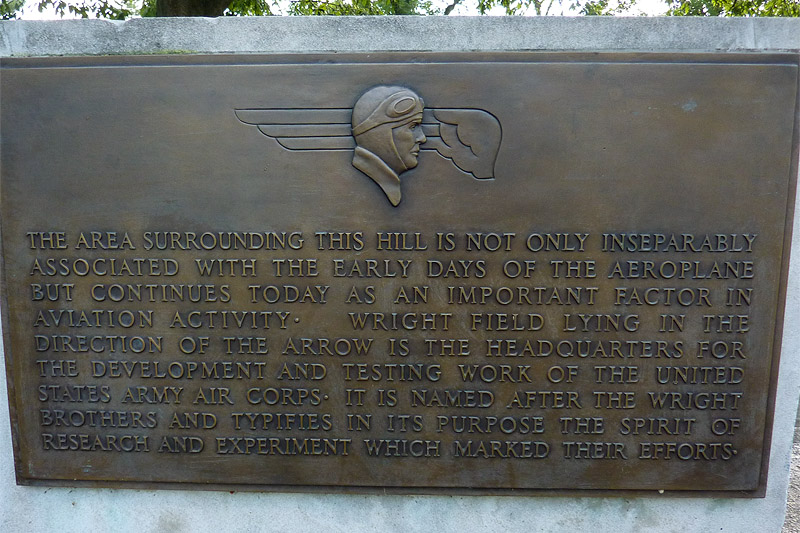 THE AREA SURROUNDING THIS HILL IS NOT ONLY INSEPARABLY
ASSOCIATED WITH THE EARLY DAYS OF THE AEROPLANE
BUT CONTINUES TODAY AS AN IMPORTANT FACTOR IN
AVIATION ACTIVITY· WRIGHT FIELD LYING IN THE
DIRECTION OF THE ARROW IS THE HEADQUARTERS FOR
THE DEVELOPMENT AND TESTING WORK OF THE UNITED
STATES ARMY AIR CORPS· IT IS NAMED AFTER THE WRIGHT
BROTHERS AND TYPIFIES IN ITS PURPOSE THE SPIRIT OF
RESEARCH AND EXPERIMENT WHICH MARKED THEIR EFFORTS·